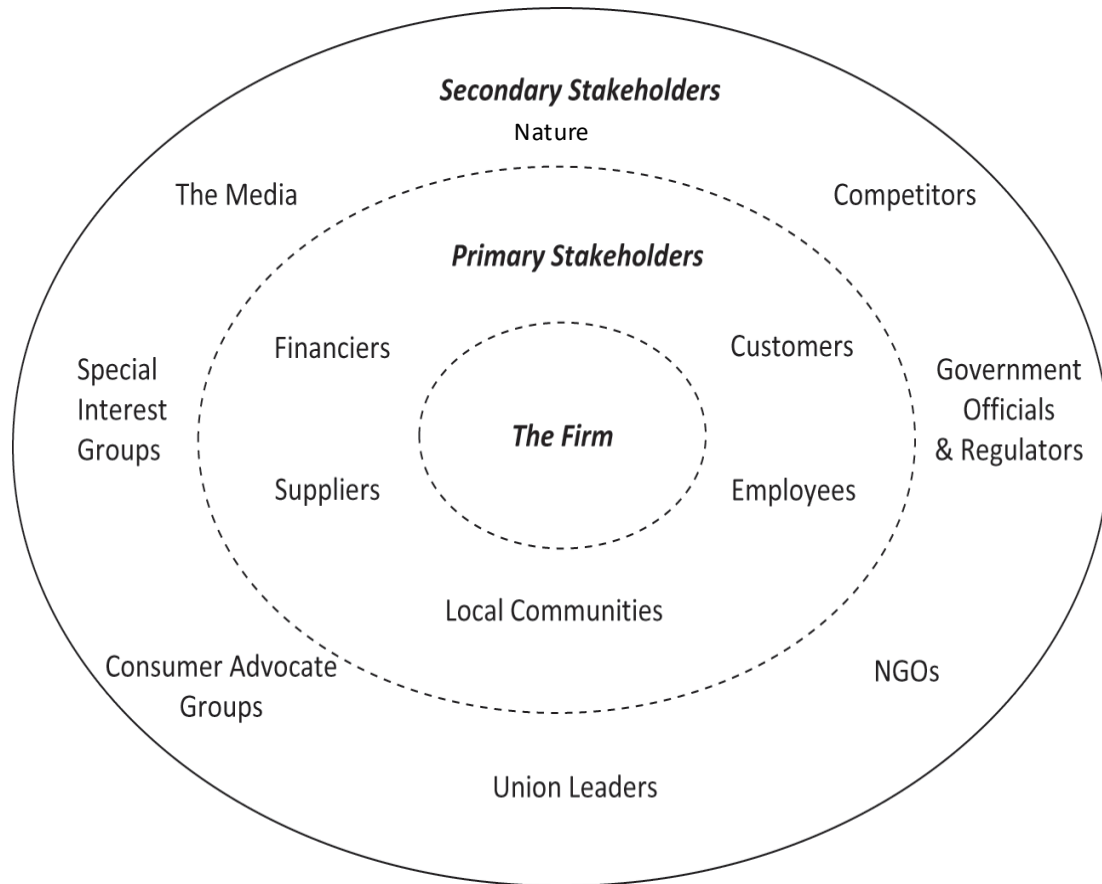 Secondary Stakeholders
Nature
The Media
Competitors
Primary Stakeholders
Financiers
Customers
Special
Interest
Groups
Government
Officials
& Regulators
The Firm
Suppliers
Employees
Local Communities
Consumer Advocate
Groups
NGOs
Union Leaders